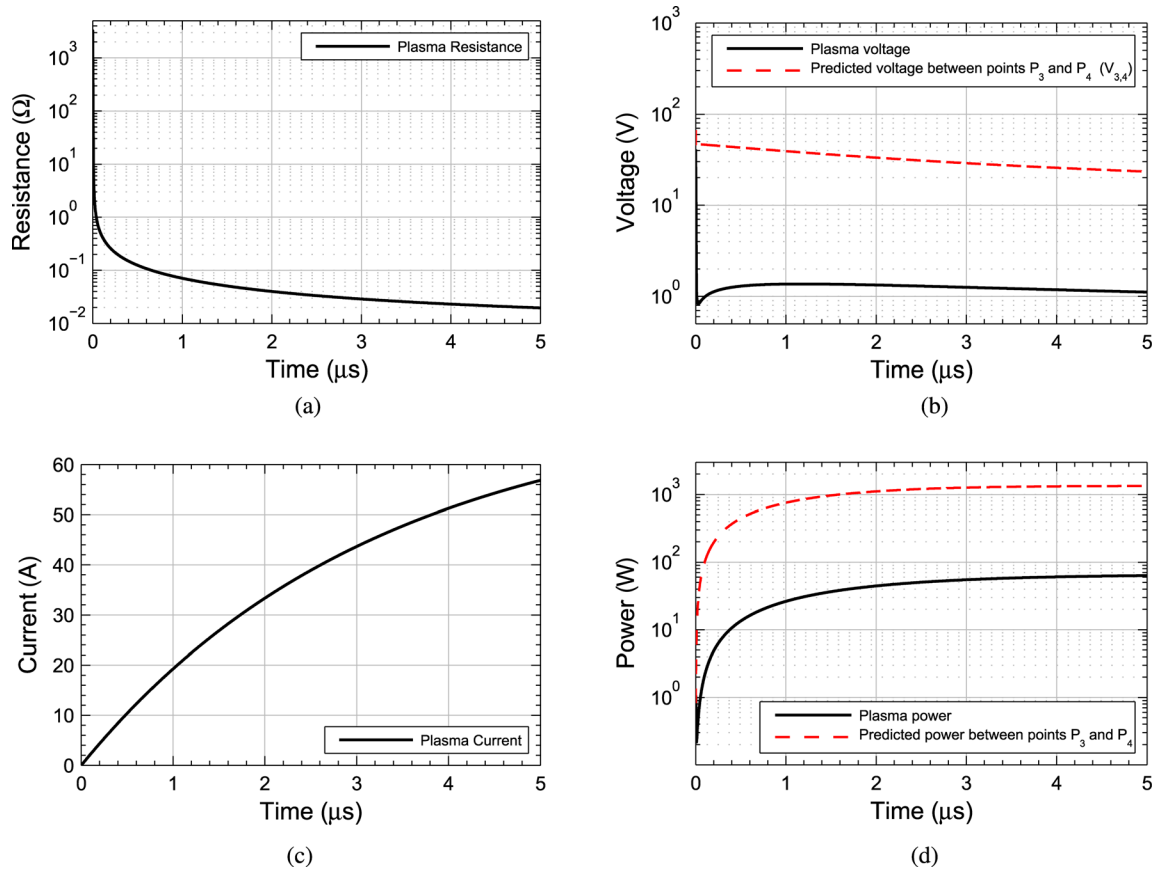 10³
10²
10¹
10⁰
10⁻¹
10⁻²
Resistance (Ω)
Plasma Resistance
0 1 2 3 4 5
Time (μs)
(a)
10³
10²
10¹
10⁰
Voltage (V)
Plasma voltage
Predicted voltage between points P₃ and P₄ (V₃,₄)
0 1 2 3 4 5
Time (μs)
(b)
60
50
40
30
20
10
0
Current (A)
Plasma Current
0 1 2 3 4 5
Time (μs)
(c)
10³
10²
10¹
10⁰
Power (W)
Plasma power
Predicted power between points P₃ and P₄
0 1 2 3 4 5
Time (μs)
(d)